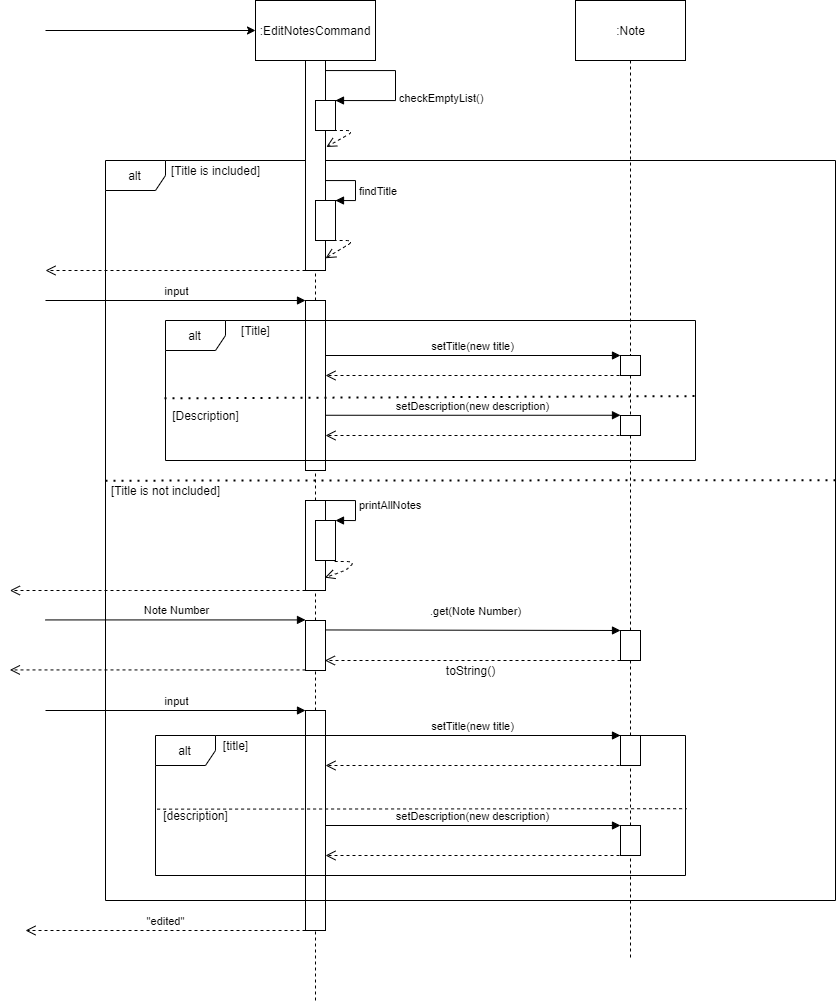 :EditNotesCommand
:Note
checkEmptyList()
alt
[Title is included]
findTitle
input
alt
[Title]
setTitle(new title)
[Description]
setDescription(new description)
[Title is not included]
printAllNotes
Note Number
.get(Note Number)
toString()
input
alt
[title]
setTitle(new title)
[description]
setDescription(new description)
"edited"